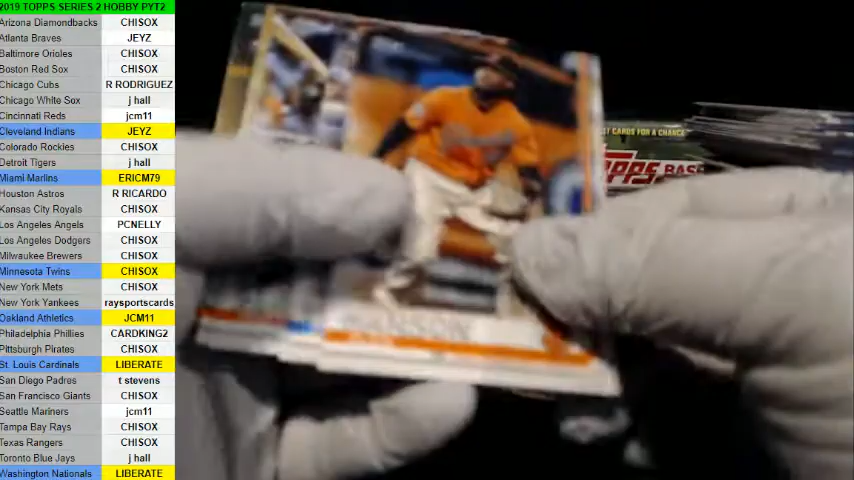 2019 TOPPS SERIES 2 HOBBY PYT2
Arizona Diamondbacks CHISOX
Atlanta Braves JEYZ
Baltimore Orioles CHISOX
Boston Red Sox CHISOX
Chicago Cubs R RODRIGUEZ
Chicago White Sox j hall
Cincinnati Reds jcm11
Cleveland Indians JEYZ
Colorado Rockies CHISOX
Detroit Tigers j hall
Miami Marlins ERICM79
Houston Astros R RICARDO
Kansas City Royals CHISOX
Los Angeles Angels PCNELLY
Los Angeles Dodgers CHISOX
Milwaukee Brewers CHISOX
Minnesota Twins CHISOX
New York Mets CHISOX
New York Yankees raysportscards
Oakland Athletics JCM11
Philadelphia Phillies CARDKING2
Pittsburgh Pirates CHISOX
St. Louis Cardinals LIBERATE
San Diego Padres t stevens
San Francisco Giants CHISOX
Seattle Mariners jcm11
Tampa Bay Rays CHISOX
Texas Rangers CHISOX
Toronto Blue Jays j hall
Washington Nationals LIBERATE
CARDS FOR A CHANCE
TOPPS BASE